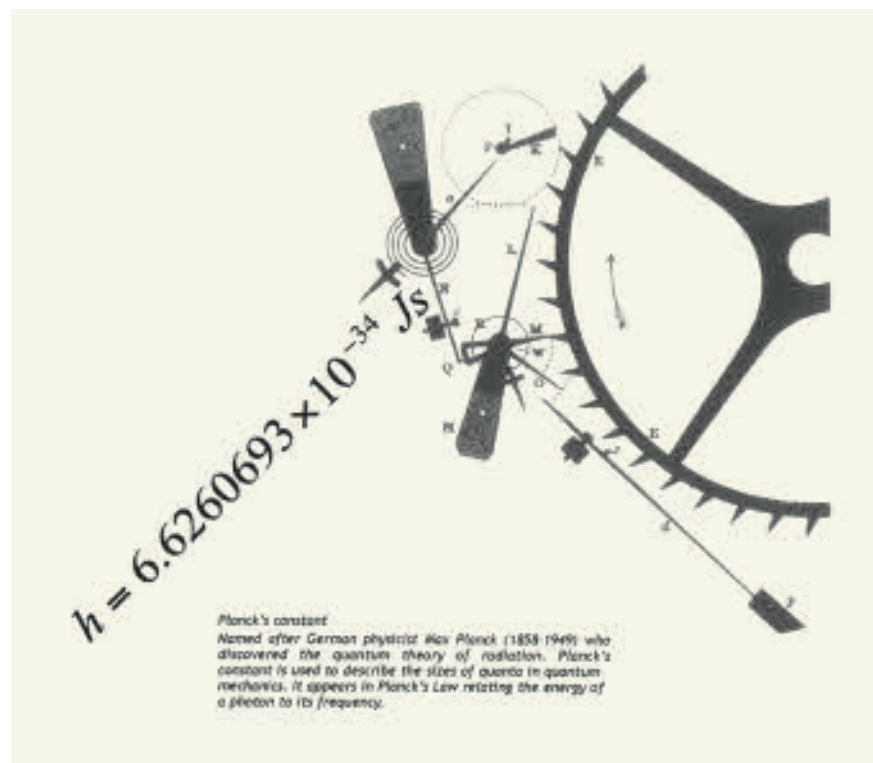 h = 6.6260693×10⁻³⁴ Js
Planck's constant
Named after German physicist Max Planck (1858-1949) who
discovered the quantum theory of radiation. Planck's
constant is used to describe the sizes of quanta in quantum
mechanics. It appears in Planck's Law relating the energy of
a photon to its frequency.